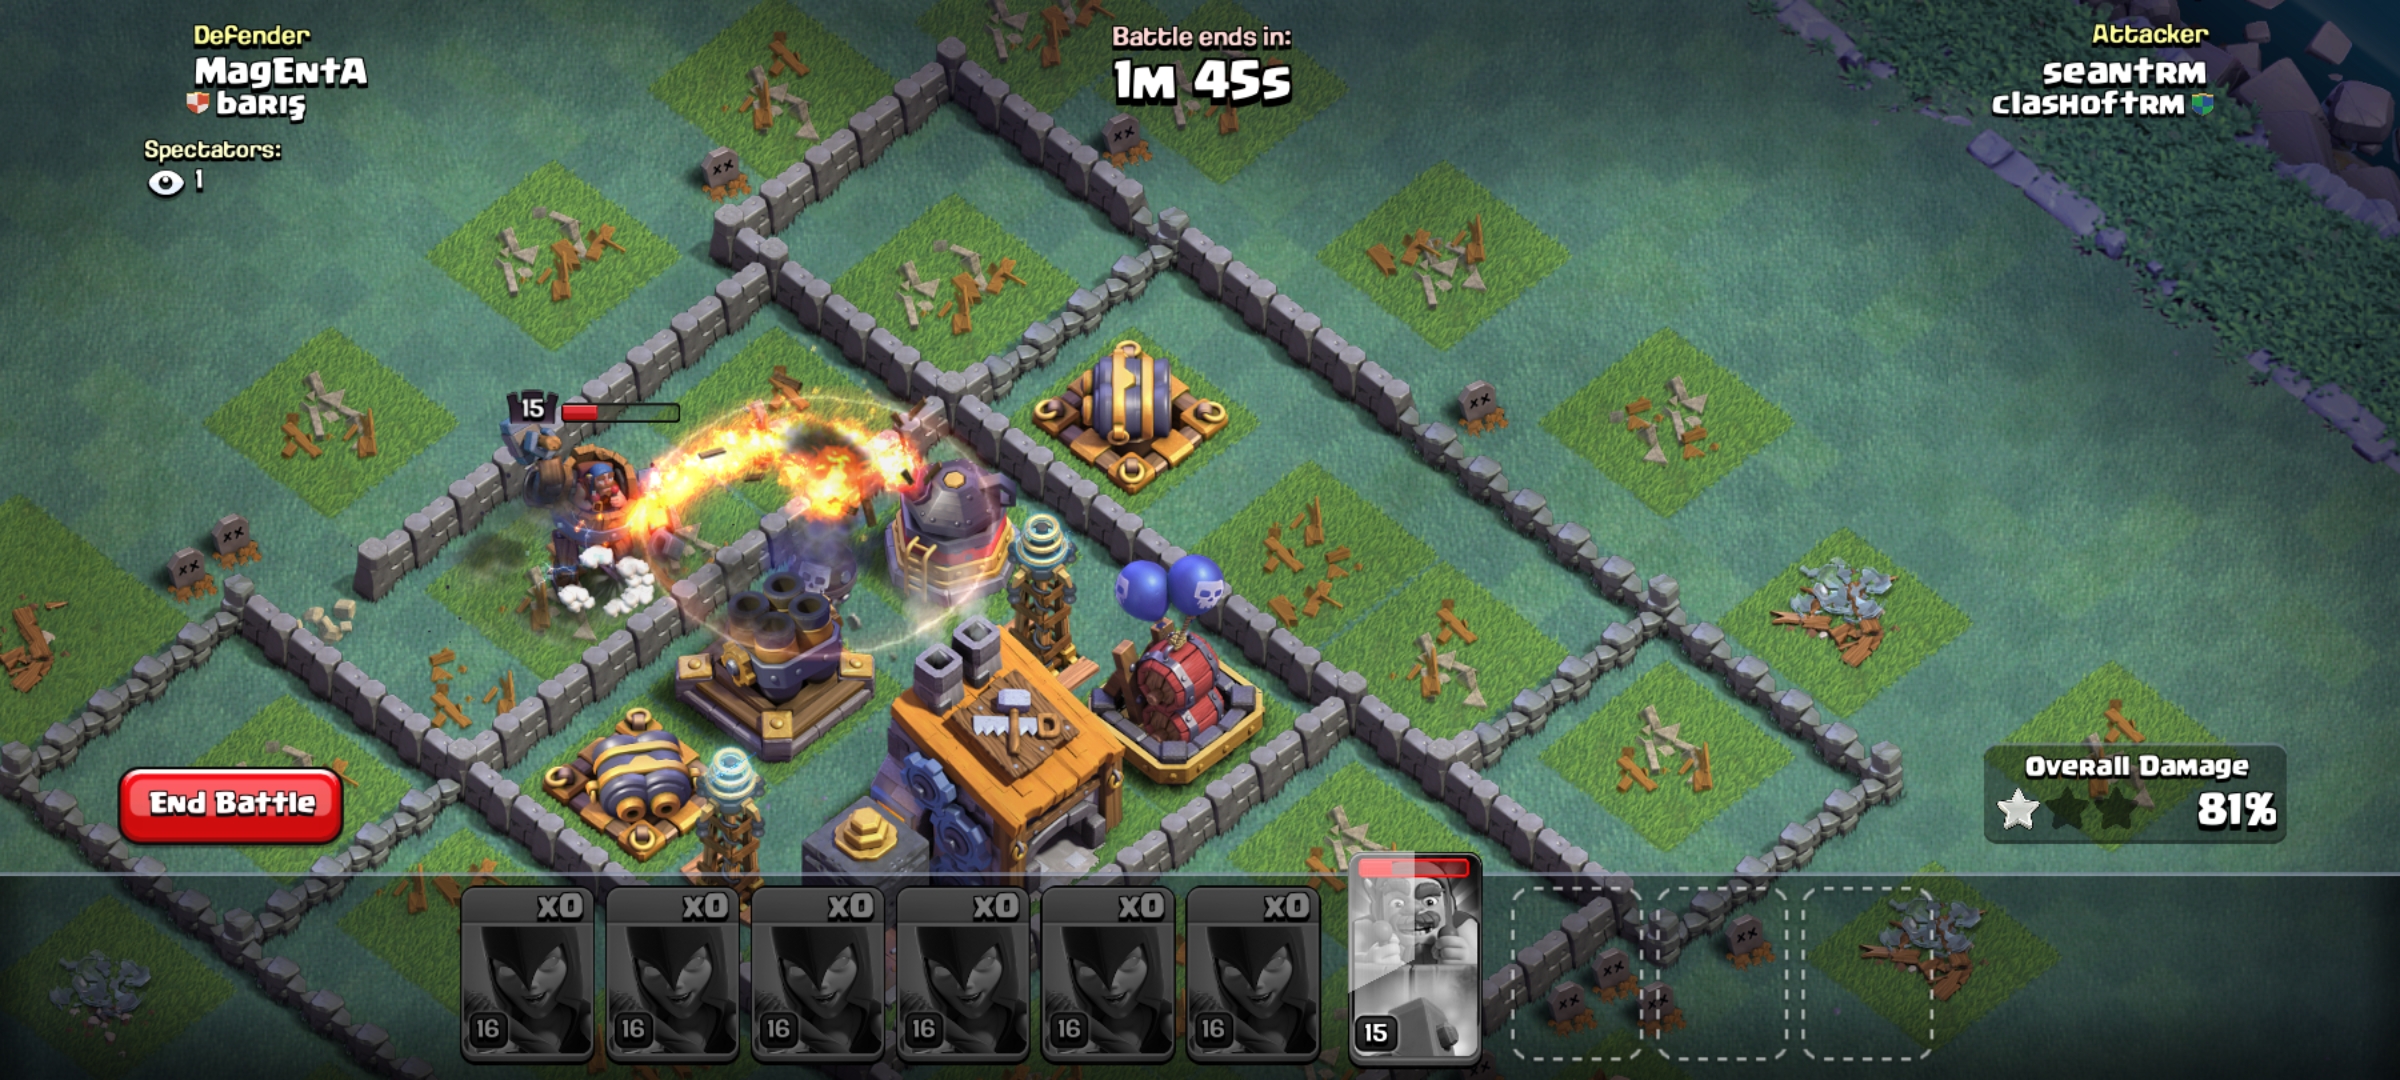 Defender
MagEntA
barış
Spectators:
1
Battle ends in:
1m 45s
Attacker
seantrm
clashoftrm
15
End Battle
Overall Damage
81%
x0 x0 x0 x0 x0 x0
16 16 16 16 16 16 15